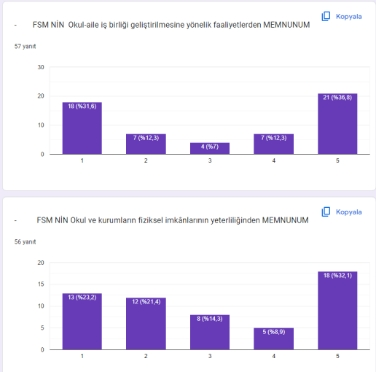 Kopyala
- FSM NİN Okul-aile iş birliği geliştirilmesine yönelik faaliyetlerden MEMNUNUM
57 yanıt
30
20
10
0
18 (%31,6)
7 (%12,3)
4 (%7)
7 (%12,3)
21 (%36,8)
1 2 3 4 5
Kopyala
- FSM NİN Okul ve kurumların fiziksel imkânlarının yeterliliğinden MEMNUNUM
56 yanıt
20
15
10
5
0
13 (%23,2)
12 (%21,4)
8 (%14,3)
5 (%8,9)
18 (%32,1)
1 2 3 4 5